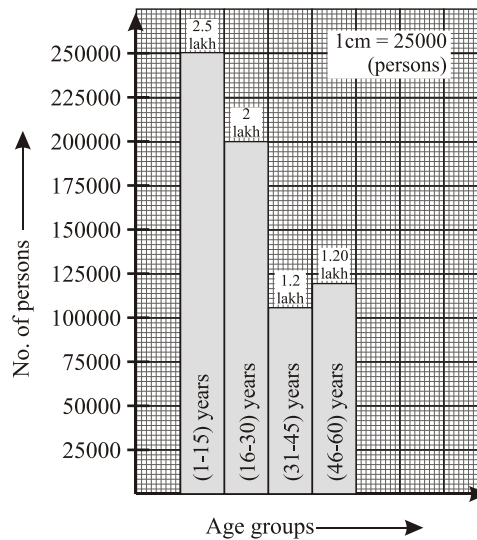 1cm = 25000
(persons)
No. of persons
250000
225000
200000
175000
150000
125000
100000
75000
50000
25000
2.5
lakh
2
lakh
1.2
lakh
1.20
lakh
(1-15) years
(16-30) years
(31-45) years
(46-60) years
Age groups